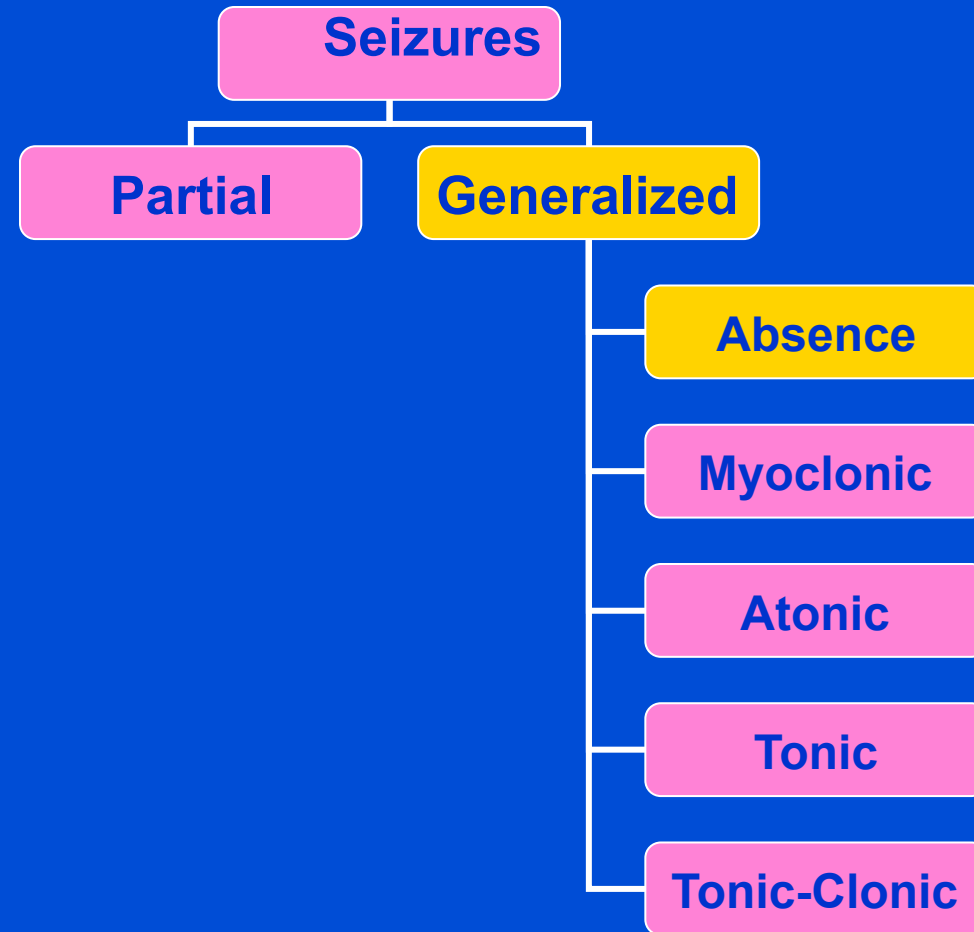 Seizures
Partial
Generalized
Absence
Myoclonic
Atonic
Tonic
Tonic-Clonic